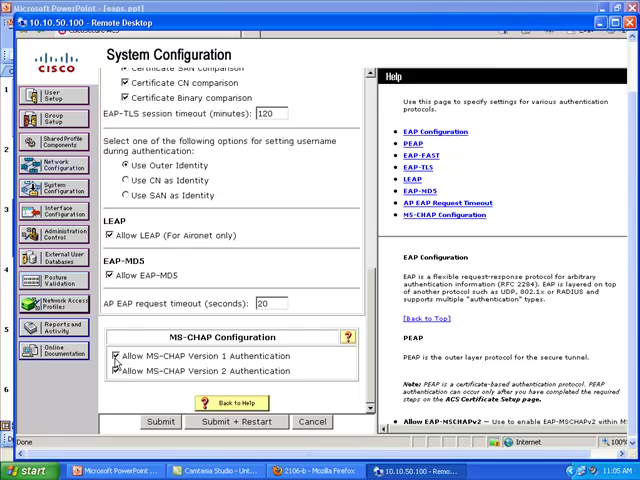 Microsoft PowerPoint - [eaps.ppt]
10.10.50.100 - Remote Desktop
CISCO
System Configuration
User Setup
Group Setup
Shared Profile Components
Network Configuration
System Configuration
Interface Configuration
Administration Control
External User Databases
Posture Validation
Network Access Profiles
Reports and Activity
Online Documentation
Certificate SAN comparison
Certificate CN comparison
Certificate Binary comparison
EAP-TLS session timeout (minutes): 120
Select one of the following options for setting username
during authentication:
Use Outer Identity
Use CN as Identity
Use SAN as Identity
LEAP
Allow LEAP (For Aironet only)
EAP-MD5
Allow EAP-MD5
AP EAP request timeout (seconds): 20
MS-CHAP Configuration
Allow MS-CHAP Version 1 Authentication
Allow MS-CHAP Version 2 Authentication
Back to Help
Submit
Submit + Restart
Cancel
Help
Use this page to specify settings for various authentication
protocols.
EAP Configuration
PEAP
EAP-FAST
EAP-TLS
LEAP
EAP-MD5
AP EAP Request Timeout
MS-CHAP Configuration
EAP Configuration
EAP is a flexible request-response protocol for arbitrary
authentication information (RFC 2284). EAP is layered on
top of another protocol such as UDP, 802.1x or RADIUS and
supports multiple "authentication" types.
[Back to Top]
PEAP
PEAP is the outer layer protocol for the secure tunnel.
Note: PEAP is a certificate-based authentication protocol. PEAP
authentication can occur only after you have completed the
required steps on the ACS Certificate Setup page.
Allow EAP-MSCHAPv2 — Use to enable EAP-MSCHAPv2 within M
1
2
3
4
5
6
Done
Internet
100%
start
Microsoft PowerPoint ...
Camtasia Studio - Unt...
2106-b - Mozilla Firefox
10.10.50.100 - Remo...
11:05 AM